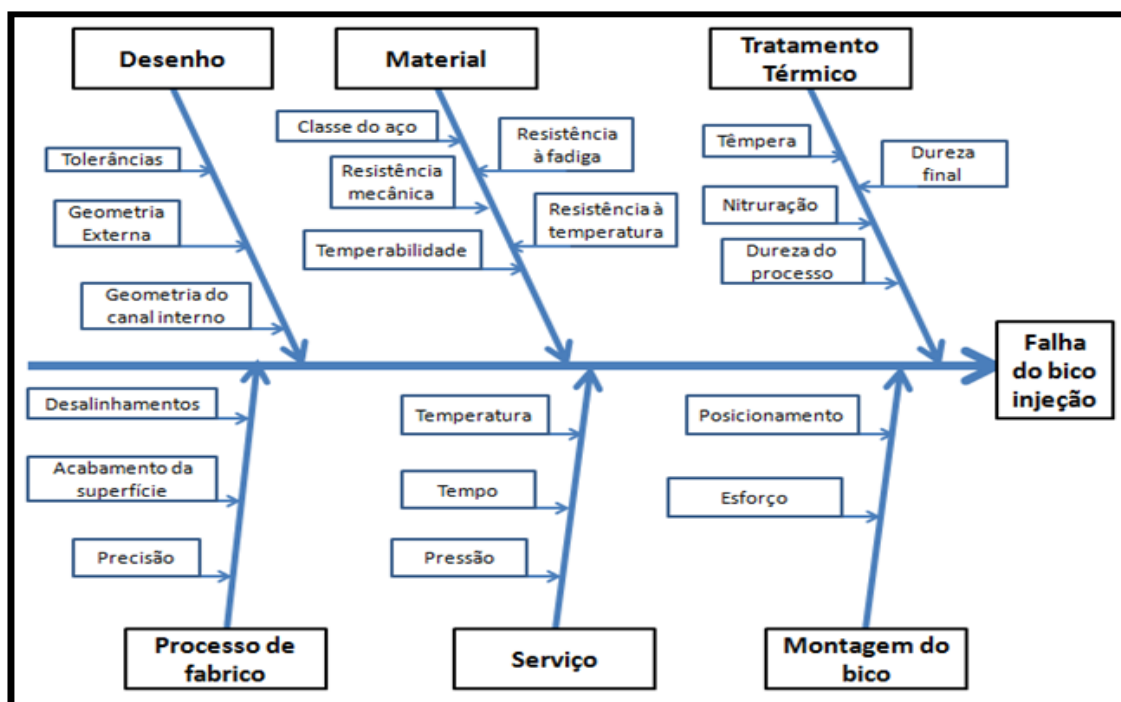 Desenho
Material
Tratamento
Térmico
Classe do aço
Resistência
à fadiga
Têmpera
Dureza
final
Tolerâncias
Resistência
mecânica
Nitruração
Geometria
Externa
Resistência à
temperatura
Temperabilidade
Dureza do
processo
Geometria do
canal interno
Falha
do bico
injeção
Desalinhamentos
Temperatura
Posicionamento
Acabamento da
superfície
Tempo
Esforço
Precisão
Pressão
Processo de
fabrico
Serviço
Montagem do
bico